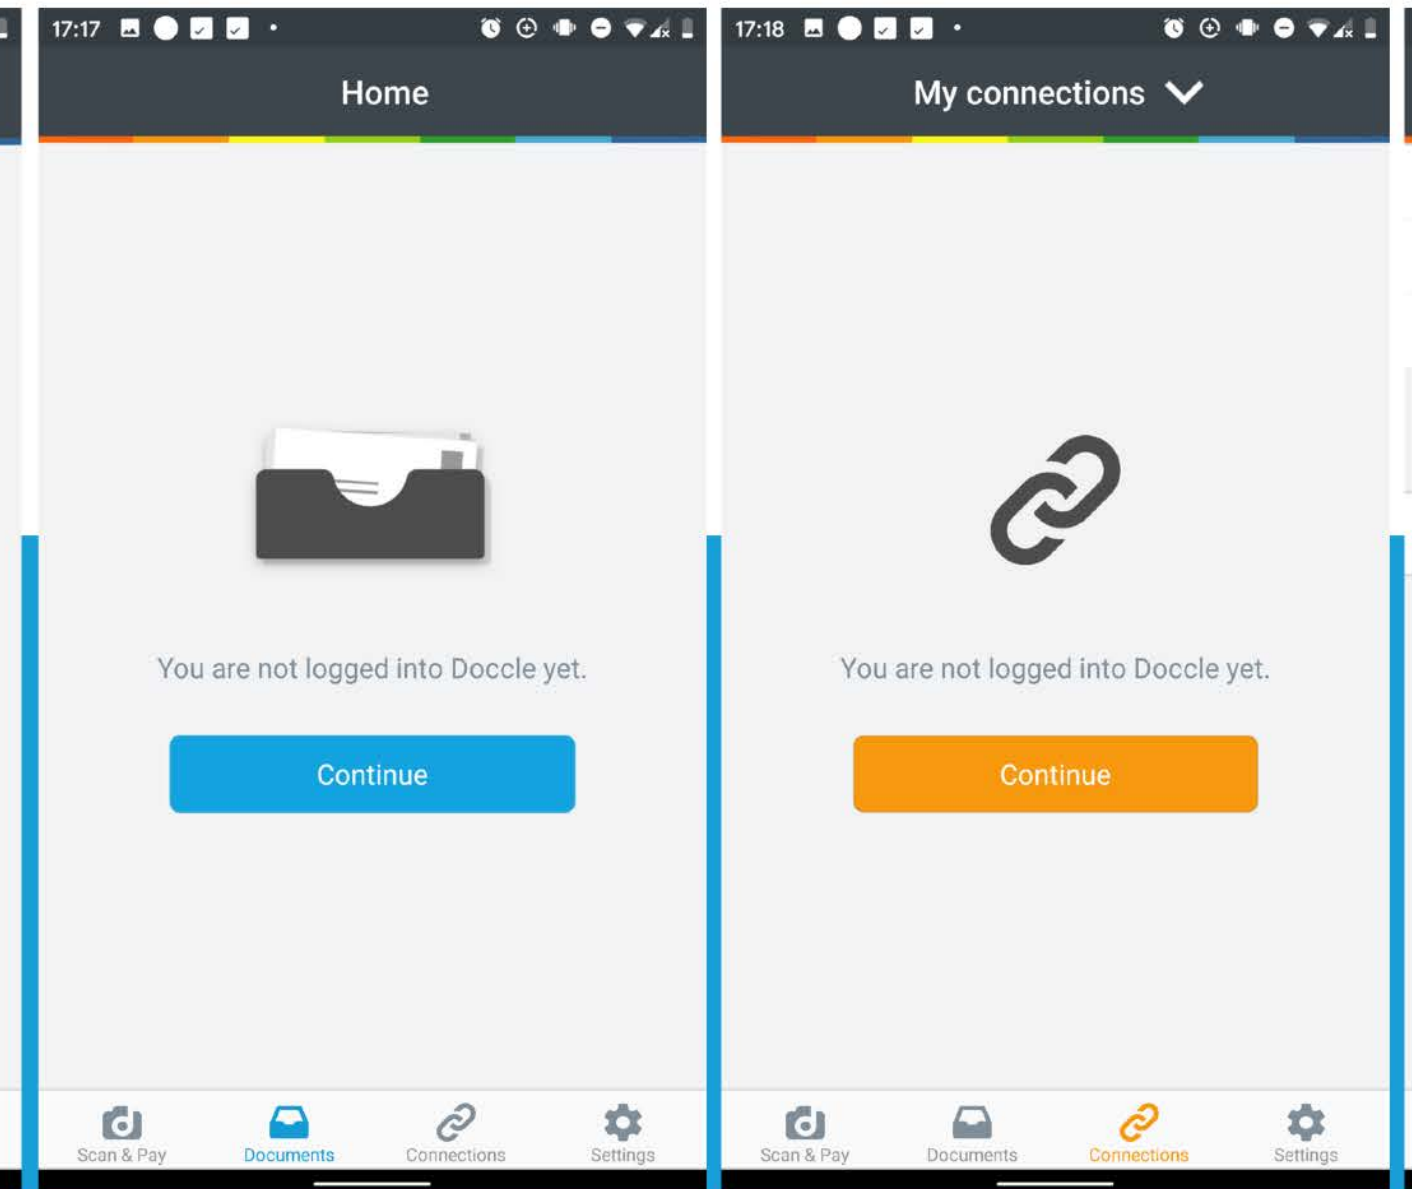 17:17
Home
You are not logged into Doccle yet.
Continue
Scan & Pay
Documents
Connections
Settings
17:18
My connections
You are not logged into Doccle yet.
Continue
Scan & Pay
Documents
Connections
Settings